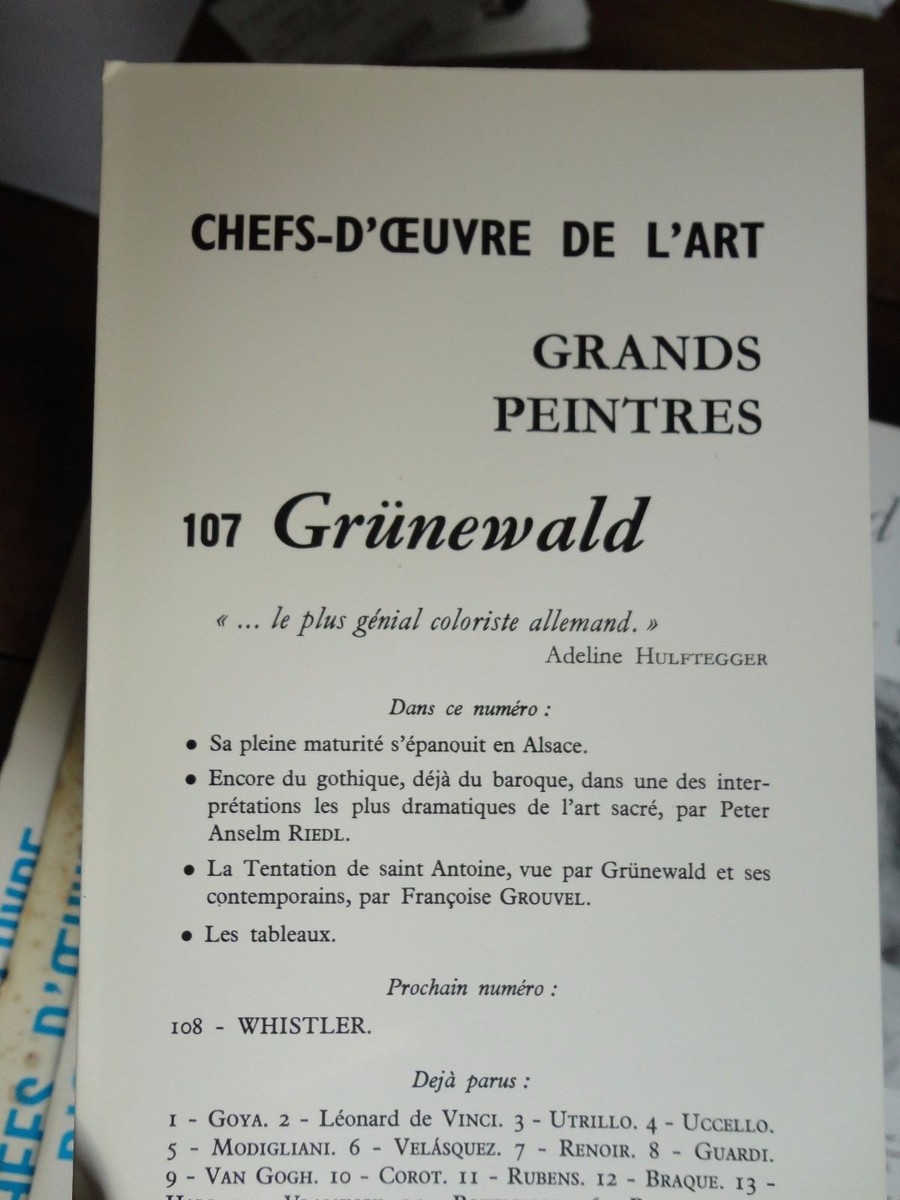 CHEFS-D'ŒUVRE DE L'ART
GRANDS
PEINTRES
107 Grünewald
« ... le plus génial coloriste allemand. »
Adeline HULFTEGGER
Dans ce numéro :
• Sa pleine maturité s'épanouit en Alsace.
• Encore du gothique, déjà du baroque, dans une des inter-
prétations les plus dramatiques de l'art sacré, par Peter
Anselm RIEDL.
• La Tentation de saint Antoine, vue par Grünewald et ses
contemporains, par Françoise GROUVEL.
• Les tableaux.
Prochain numéro :
108 - WHISTLER.
Dejà parus :
1 - GOYA. 2 - Léonard de VINCI. 3 - UTRILLO. 4 - UCCELLO.
5 - MODIGLIANI. 6 - VELÁSQUEZ. 7 - RENOIR. 8 - GUARDI.
9 - VAN GOGH. 10 - COROT. 11 - RUBENS. 12 - BRAQUE. 13 -